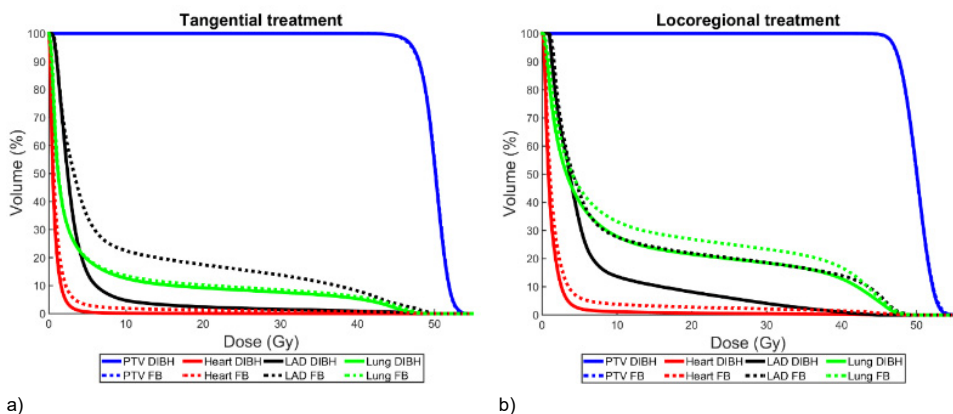 Tangential treatment
100
90
80
70
60
50
40
30
20
10
0
Volume (%)
0 10 20 30 40 50
Dose (Gy)
PTV DIBH Heart DIBH LAD DIBH Lung DIBH
PTV FB Heart FB LAD FB Lung FB
a)
Locoregional treatment
100
90
80
70
60
50
40
30
20
10
0
Volume (%)
0 10 20 30 40 50
Dose (Gy)
PTV DIBH Heart DIBH LAD DIBH Lung DIBH
PTV FB Heart FB LAD FB Lung FB
b)